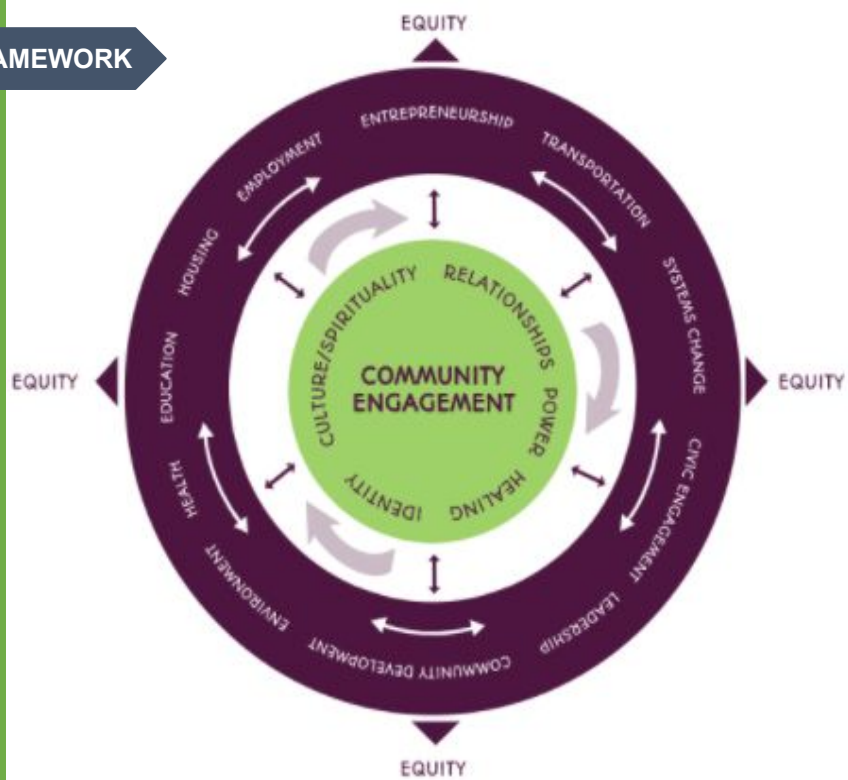 EQUITY
AMEWORK
ENTREPRENEURSHIP
TRANSPORTATION
SYSTEMS CHANGE
CIVIC ENGAGEMENT
LEADERSHIP
COMMUNITY DEVELOPMENT
ENVIRONMENT
HEALTH
EDUCATION
HOUSING
EMPLOYMENT
EQUITY
EQUITY
CULTURE/SPIRITUALITY
RELATIONSHIPS
POWER
HEALING
IDENTITY
COMMUNITY
ENGAGEMENT
EQUITY